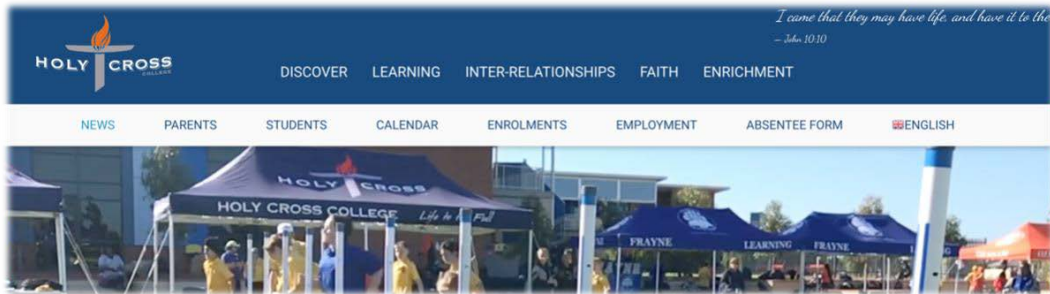 I came that they may have life, and have it to the
– John 10:10
HOLY CROSS
COLLEGE
DISCOVER LEARNING INTER-RELATIONSHIPS FAITH ENRICHMENT
NEWS PARENTS STUDENTS CALENDAR ENROLMENTS EMPLOYMENT ABSENTEE FORM ENGLISH
HOLY CROSS
HOLY CROSS COLLEGE Life to the Full
FRAYNE LEARNING FRAYNE